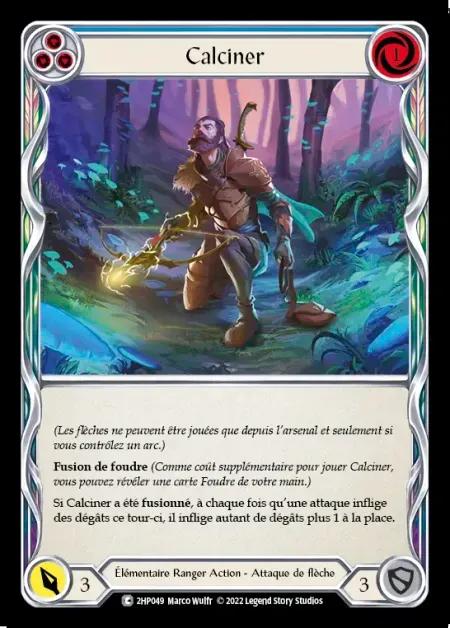 Calciner
1
(Les flèches ne peuvent être jouées que depuis l'arsenal et seulement si
vous contrôlez un arc.)
Fusion de foudre (Comme coût supplémentaire pour jouer Calciner,
vous pouvez révéler une carte Foudre de votre main.)
Si Calciner a été fusionné, à chaque fois qu'une attaque inflige
des dégâts ce tour-ci, il inflige autant de dégâts plus 1 à la place.
3
Élémentaire Ranger Action - Attaque de flèche
3
C 2HP049 Marco Wulfr © 2022 Legend Story Studios